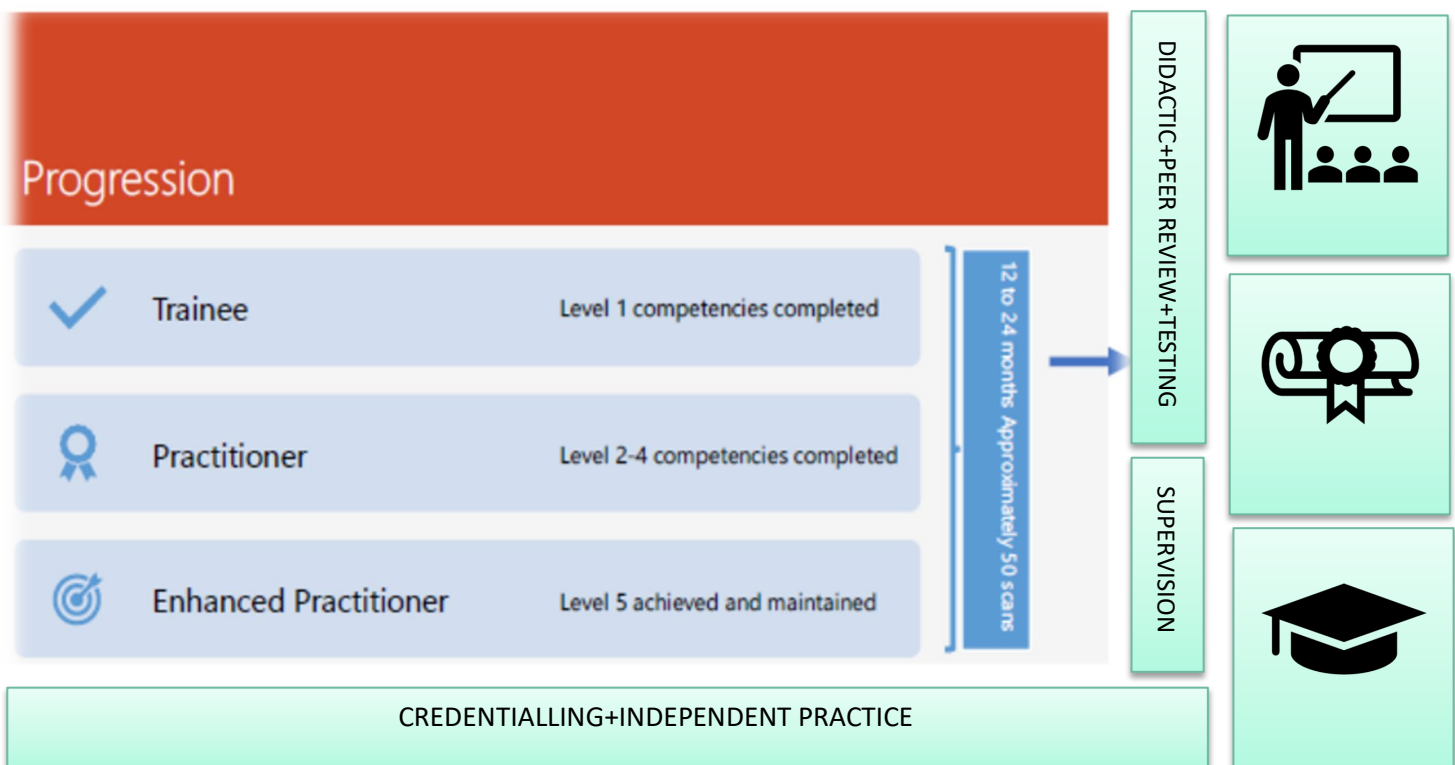 Progression
Trainee
Level 1 competencies completed
Practitioner
Level 2-4 competencies completed
Enhanced Practitioner
Level 5 achieved and maintained
12 to 24 months Approximately 50 scans
DIDACTIC+PEER REVIEW+TESTING
SUPERVISION
CREDENTIALLING+INDEPENDENT PRACTICE